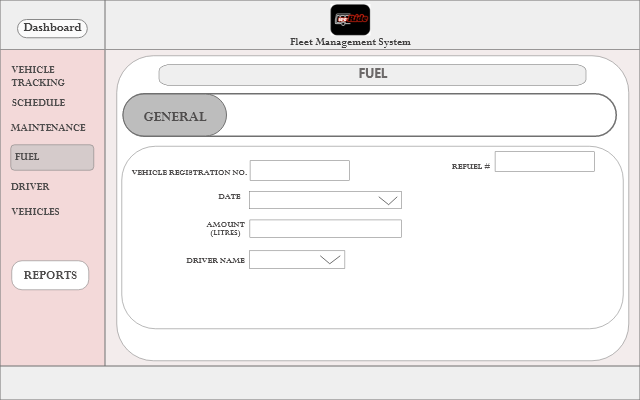 Dashboard
Fleet Management System
VEHICLE
TRACKING
SCHEDULE
MAINTENANCE
FUEL
DRIVER
VEHICLES
REPORTS
FUEL
GENERAL
VEHICLE REGISTRATION NO.
REFUEL #
DATE
AMOUNT
(LITRES)
DRIVER NAME